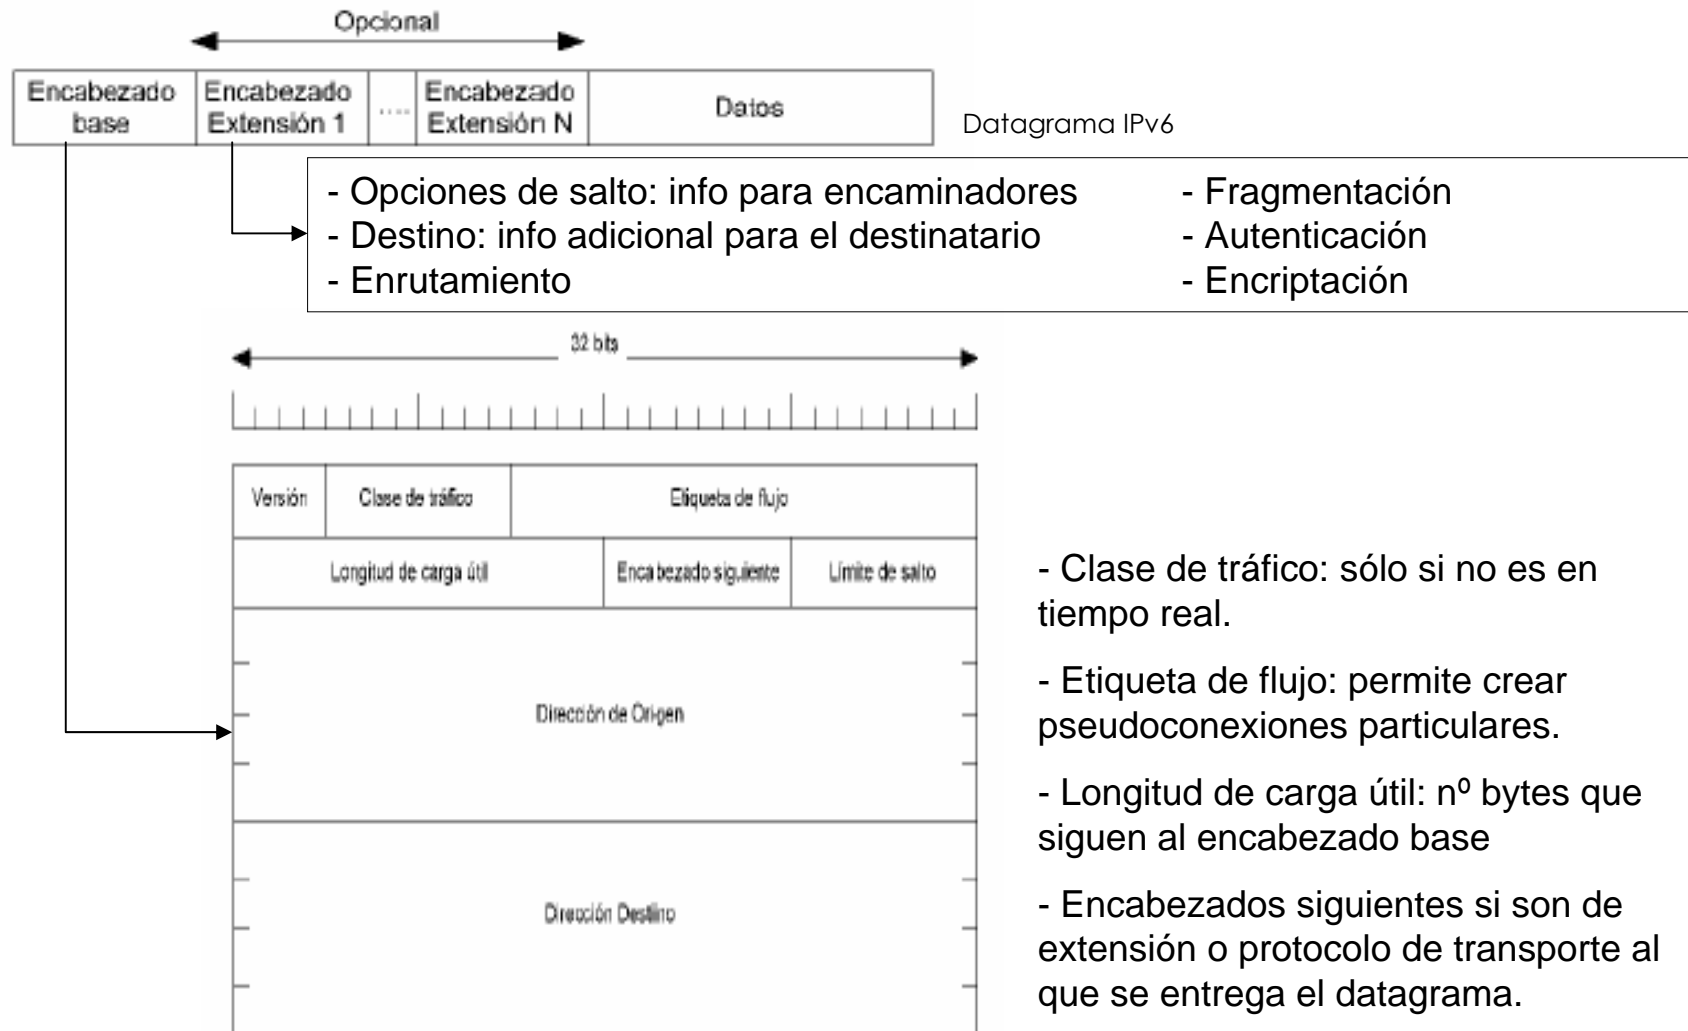 Opcional
Encabezado base
Encabezado Extensión 1
....
Encabezado Extensión N
Datos
Datagrama IPv6
- Opciones de salto: info para encaminadores
- Destino: info adicional para el destinatario
- Enrutamiento
- Fragmentación
- Autenticación
- Encriptación
32 bits
Versión
Clase de tráfico
Etiqueta de flujo
Longitud de carga útil
Encabezado siguiente
Límite de salto
Dirección de Origen
Dirección Destino
- Clase de tráfico: sólo si no es en
tiempo real.
- Etiqueta de flujo: permite crear
pseudoconexiones particulares.
- Longitud de carga útil: nº bytes que
siguen al encabezado base
- Encabezados siguientes si son de
extensión o protocolo de transporte al
que se entrega el datagrama.